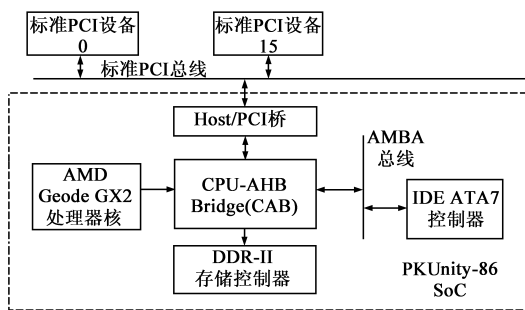 标准PCI设备
0
标准PCI设备
15
标准PCI总线
Host/PCI桥
AMBA
总线
AMD
Geode GX2
处理器核
CPU-AHB
Bridge(CAB)
IDE ATA7
控制器
DDR-II
存储控制器
PKUnity-86
SoC